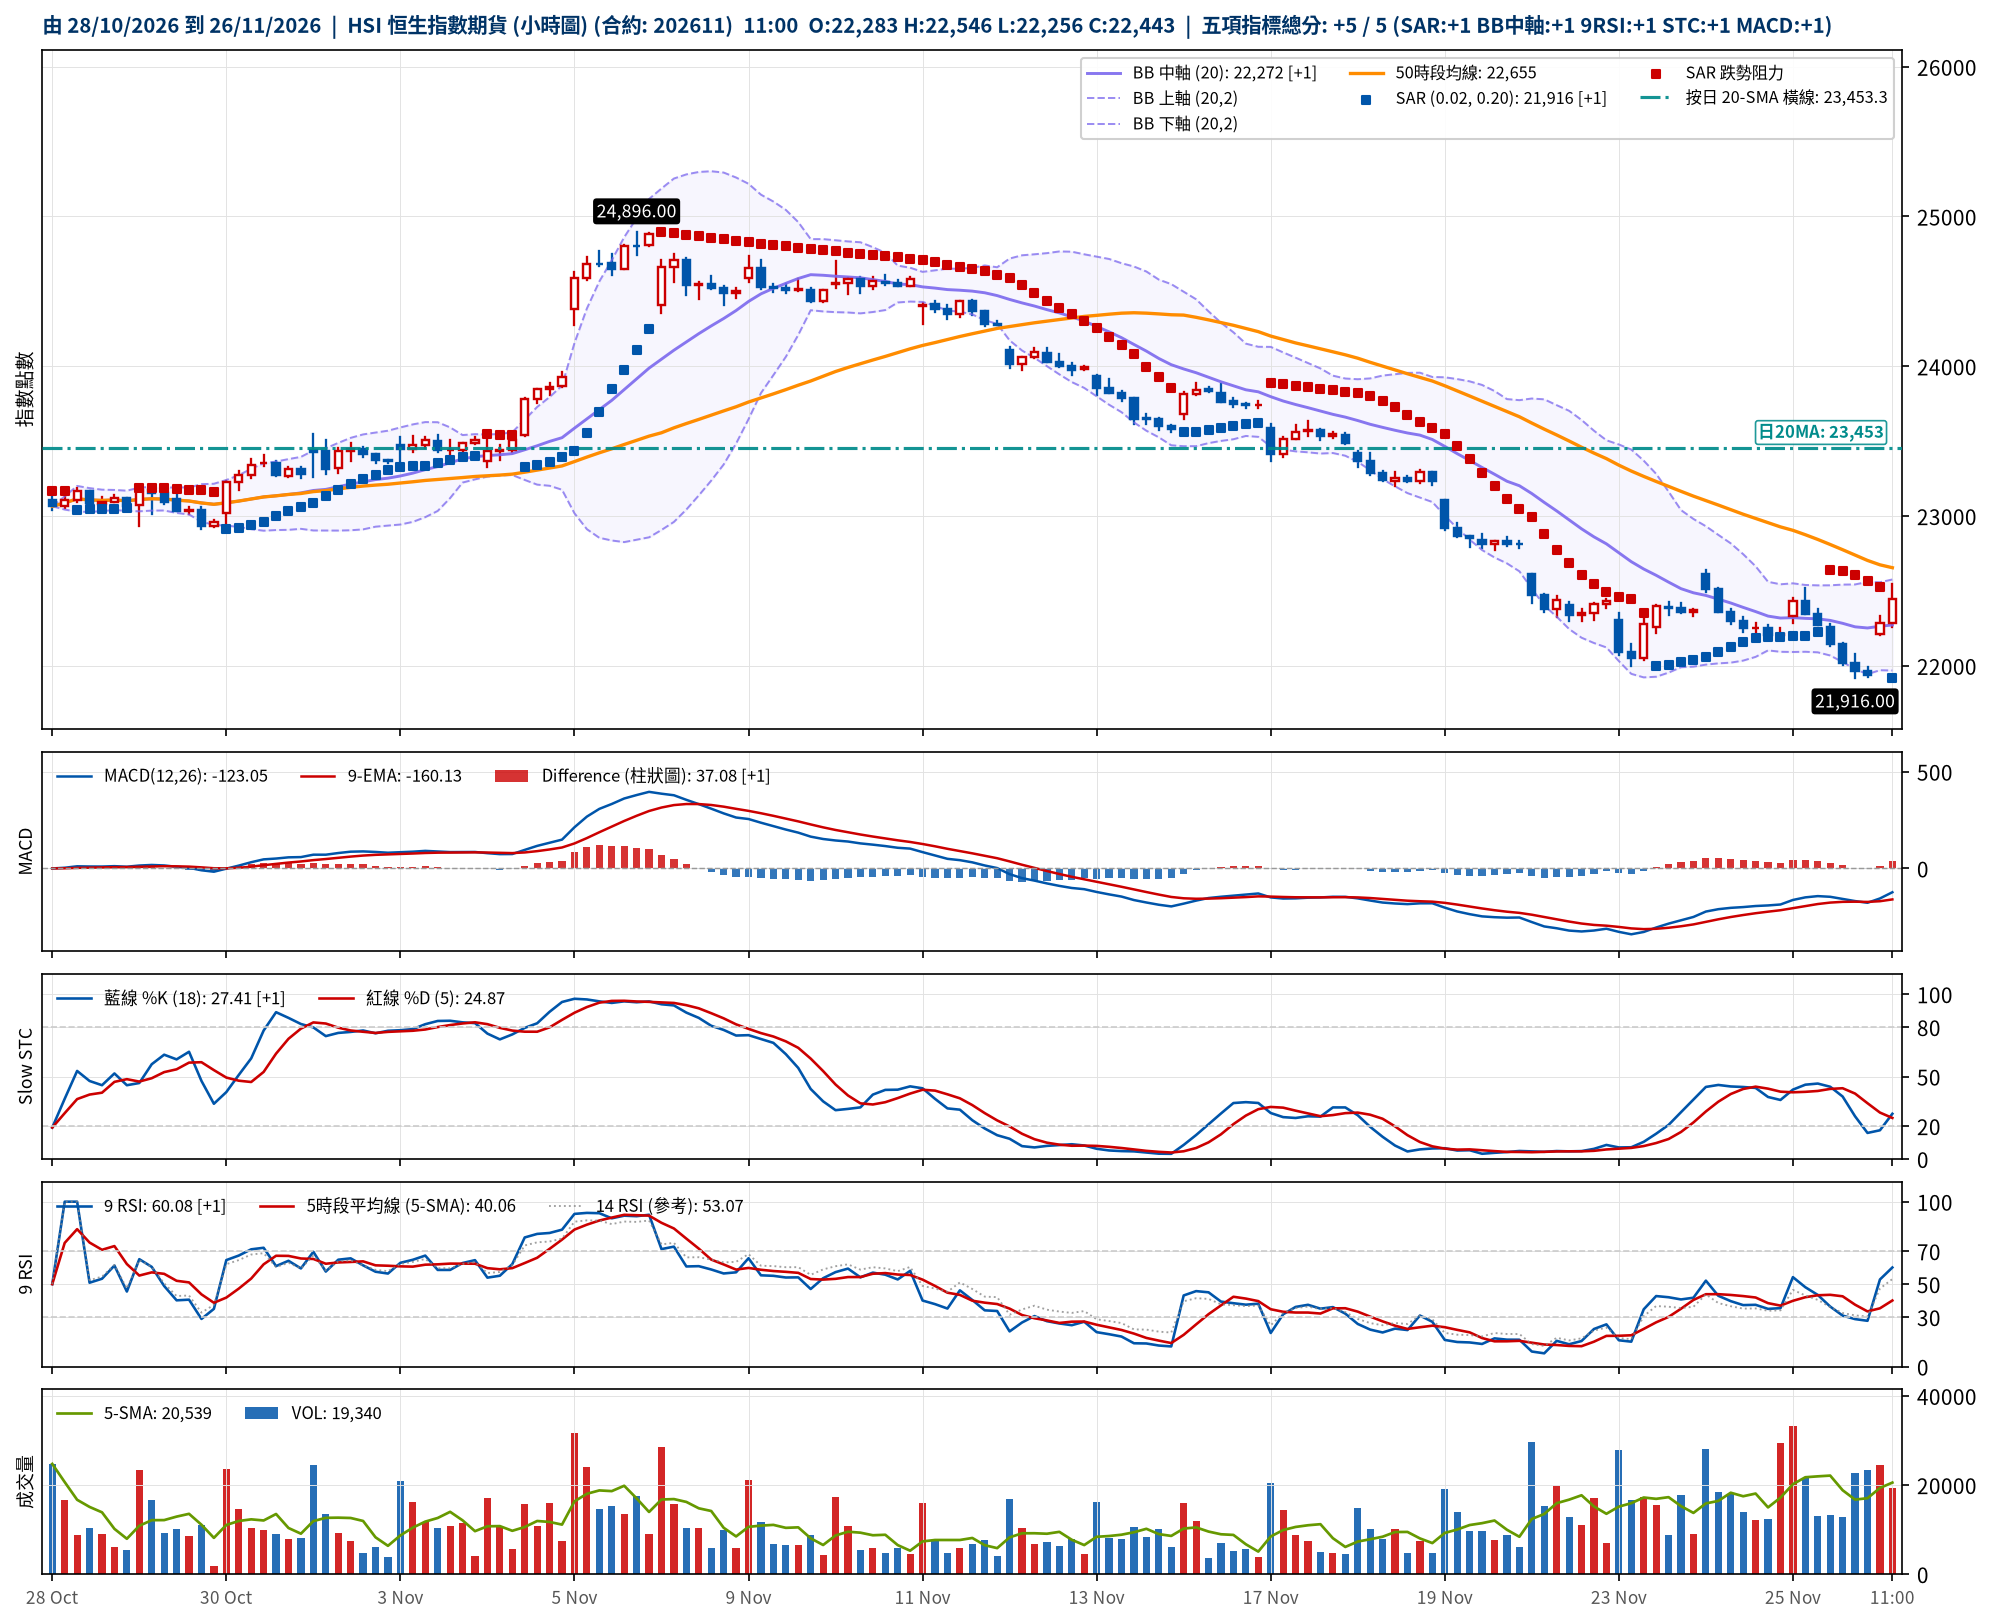 由 28/10/2026 到 26/11/2026 | HSI 恒生指數期貨 (小時圖) (合約: 202611) 11:00 O:22,283 H:22,546 L:22,256 C:22,443 | 五項指標總分: +5 / 5 (SAR:+1 BB中軸:+1 9RSI:+1 STC:+1 MACD:+1)
BB 中軸 (20): 22,272 [+1]
BB 上軸 (20,2)
BB 下軸 (20,2)
50時段均線: 22,655
SAR (0.02, 0.20): 21,916 [+1]
SAR 跌勢阻力
按日 20-SMA 橫線: 23,453.3
26000
25000
24000
23000
22000
指數點數
24,896.00
日20MA: 23,453
21,916.00
MACD(12,26): -123.05
9-EMA: -160.13
Difference (柱狀圖): 37.08 [+1]
500
0
MACD
藍線 %K (18): 27.41 [+1]
紅線 %D (5): 24.87
100
80
50
20
0
Slow STC
9 RSI: 60.08 [+1]
5時段平均線 (5-SMA): 40.06
14 RSI (參考): 53.07
100
70
50
30
0
9 RSI
5-SMA: 20,539
VOL: 19,340
40000
20000
0
成交量
28 Oct
30 Oct
3 Nov
5 Nov
9 Nov
11 Nov
13 Nov
17 Nov
19 Nov
23 Nov
25 Nov
11:00